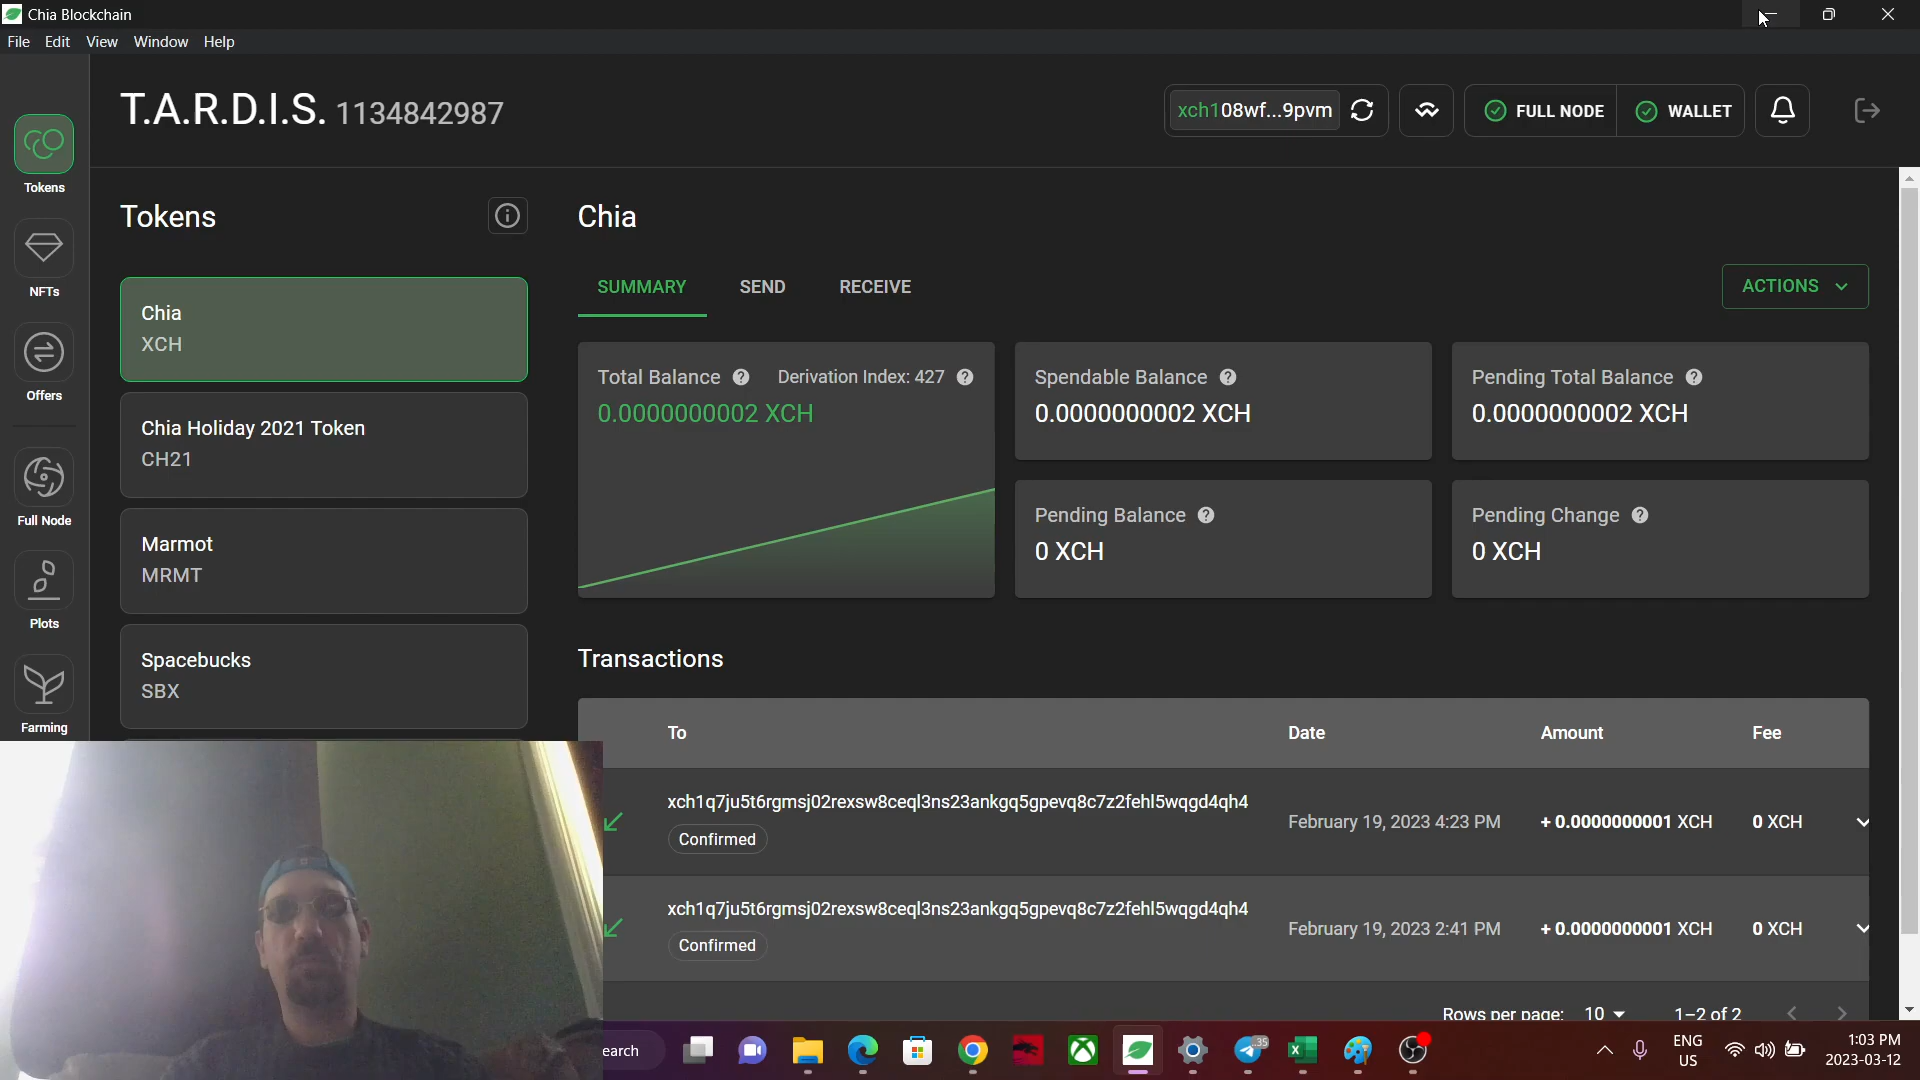 Chia Blockchain
File Edit View Window Help
T.A.R.D.I.S. 1134842987
xch108wf...9pvm
FULL NODE
WALLET
Tokens
NFTs
Offers
Full Node
Plots
Farming
Tokens
Chia
XCH
Chia Holiday 2021 Token
CH21
Marmot
MRMT
Spacebucks
SBX
Chia
SUMMARY SEND RECEIVE
ACTIONS
Total Balance Derivation Index: 427
0.0000000002 XCH
Spendable Balance
0.0000000002 XCH
Pending Total Balance
0.0000000002 XCH
Pending Balance
0 XCH
Pending Change
0 XCH
Transactions
To Date Amount Fee
xch1q7ju5t6rgmsj02rexsw8ceql3ns23ankgq5gpevq8c7z2fehl5wqgd4qh4
Confirmed
February 19, 2023 4:23 PM +0.0000000001 XCH 0 XCH
xch1q7ju5t6rgmsj02rexsw8ceql3ns23ankgq5gpevq8c7z2fehl5wqgd4qh4
Confirmed
February 19, 2023 2:41 PM +0.0000000001 XCH 0 XCH
Rows per page: 10 1–2 of 2
earch
35
ENG
US
1:03 PM
2023-03-12